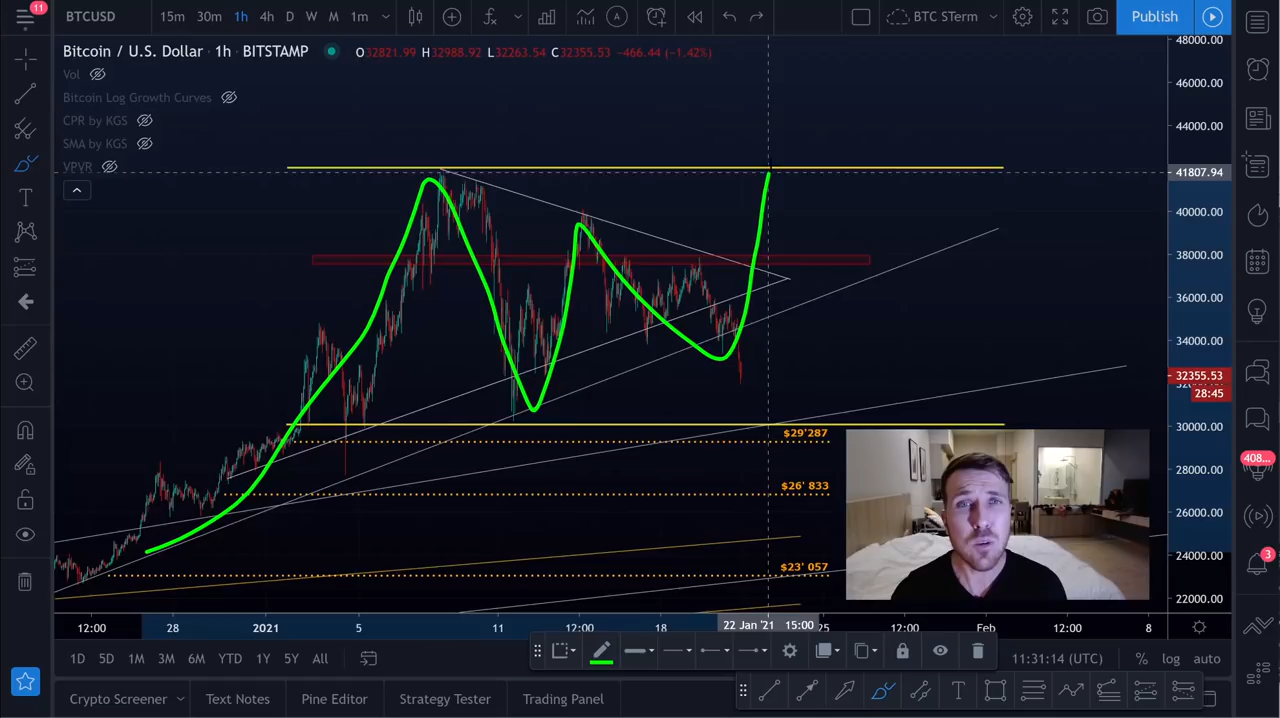 11
BTCUSD 15m 30m 1h 4h D W M 1m BTC STerm Publish
Bitcoin / U.S. Dollar · 1h · BITSTAMP O32821.99 H32988.92 L32263.54 C32355.53 −466.44 (−1.42%)
Vol
Bitcoin Log Growth Curves
CPR by KGS
SMA by KGS
VPVR
48000.00
46000.00
44000.00
41807.94
40000.00
38000.00
36000.00
34000.00
32355.53
28:45
30000.00
28000.00
26000.00
24000.00
22000.00
$29'287
$26' 833
$23' 057
408...
3
12:00 28 2021 5 11 12:00 18 22 Jan '21 15:00 25 12:00 Feb 12:00 8
1D 5D 1M 3M 6M YTD 1Y 5Y All 11:31:14 (UTC) % log auto
Crypto Screener Text Notes Pine Editor Strategy Tester Trading Panel